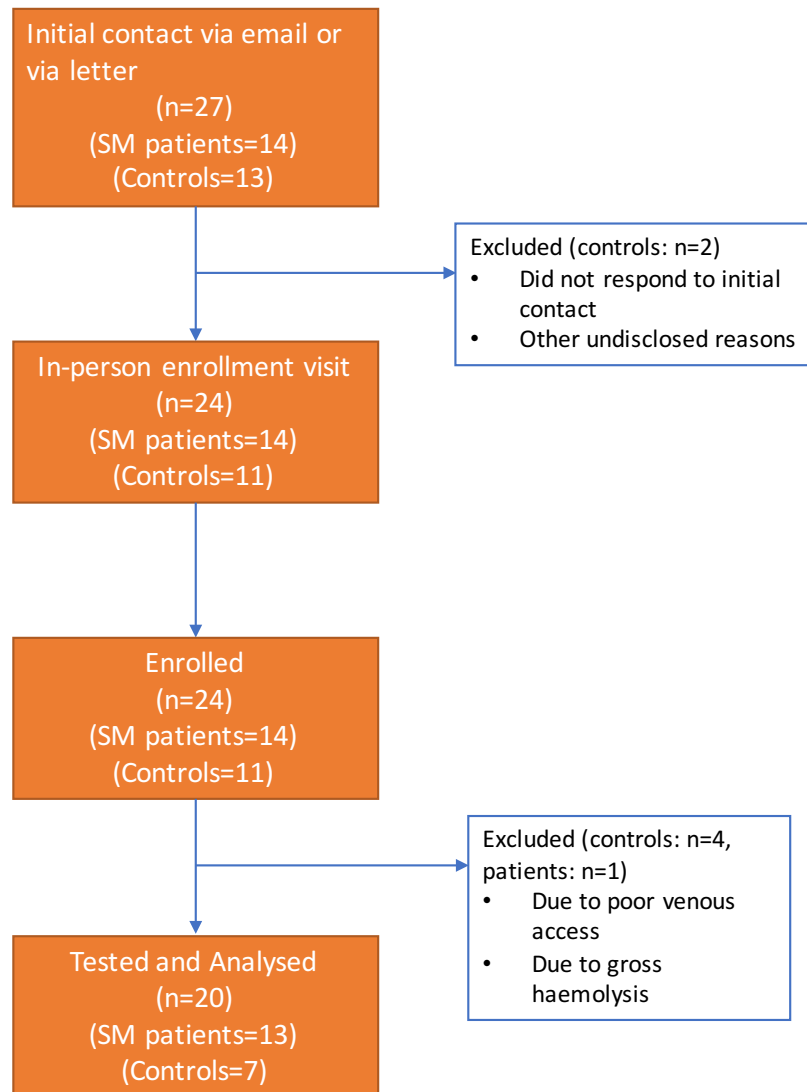 Initial contact via email or
via letter
(n=27)
(SM patients=14)
(Controls=13)
Excluded (controls: n=2)
• Did not respond to initial
contact
• Other undisclosed reasons
In-person enrollment visit
(n=24)
(SM patients=14)
(Controls=11)
Enrolled
(n=24)
(SM patients=14)
(Controls=11)
Excluded (controls: n=4,
patients: n=1)
• Due to poor venous
access
• Due to gross
haemolysis
Tested and Analysed
(n=20)
(SM patients=13)
(Controls=7)